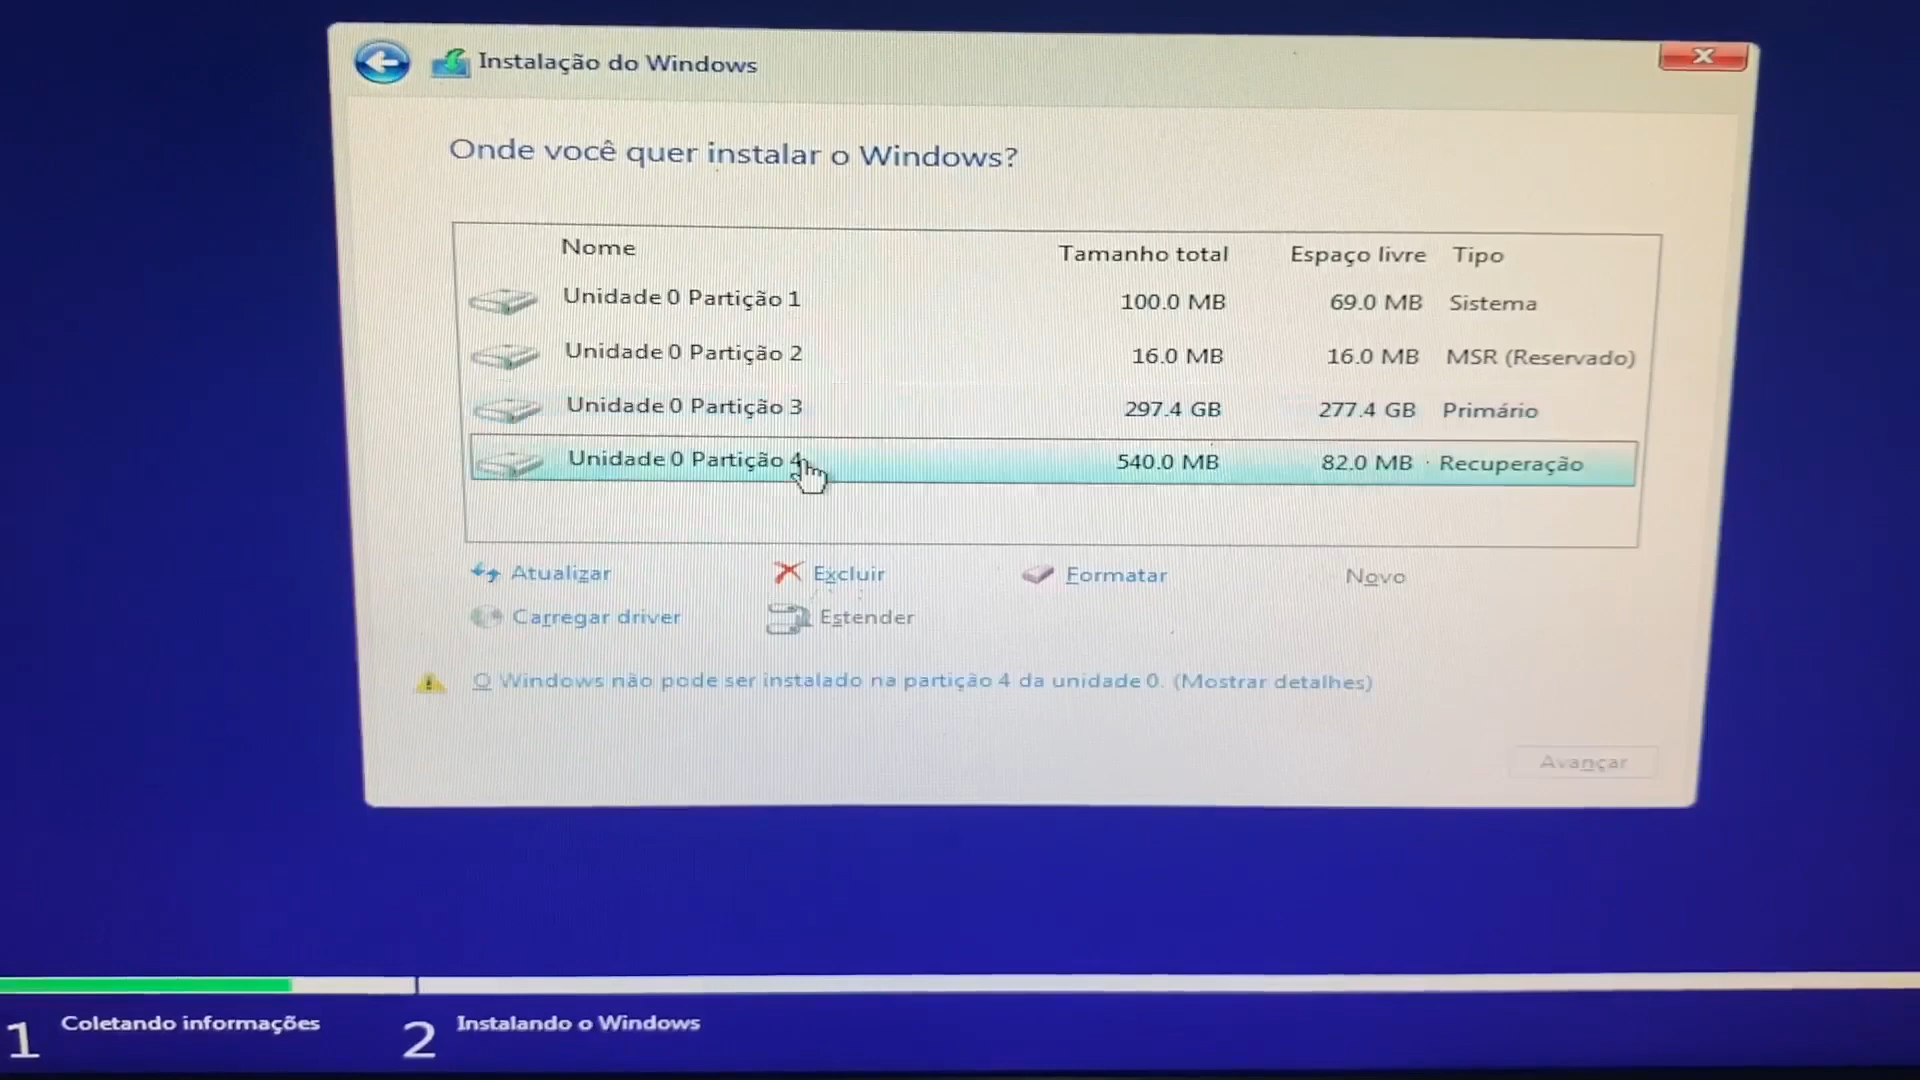 Instalação do Windows
Onde você quer instalar o Windows?
Nome Tamanho total Espaço livre Tipo
Unidade 0 Partição 1 100.0 MB 69.0 MB Sistema
Unidade 0 Partição 2 16.0 MB 16.0 MB MSR (Reservado)
Unidade 0 Partição 3 297.4 GB 277.4 GB Primário
Unidade 0 Partição 4 540.0 MB 82.0 MB Recuperação
Atualizar Excluir Formatar Novo
Carregar driver Estender
O Windows não pode ser instalado na partição 4 da unidade 0. (Mostrar detalhes)
Avançar
1 Coletando informações 2 Instalando o Windows